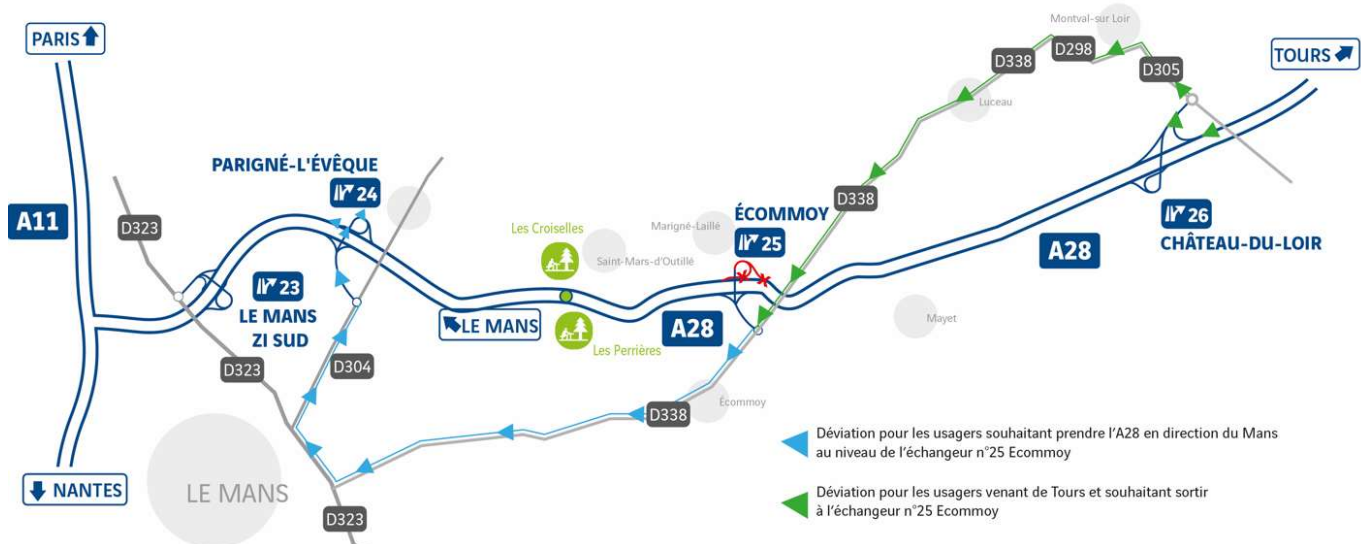 PARIS
A11
NANTES
D323
PARIGNÉ-L'ÉVÊQUE
24
23
LE MANS
ZI SUD
D323
D304
LE MANS
D323
Les Croiselles
Les Perrières
LE MANS
Saint-Mars-d'Outillé
Marigné-Laillé
ÉCOMMOY
25
A28
D338
Écommoy
D338
Luceau
D338
D298
Montval-sur Loir
D305
TOURS
26
CHÂTEAU-DU-LOIR
A28
Mayet
Déviation pour les usagers souhaitant prendre l'A28 en direction du Mans
au niveau de l'échangeur n°25 Ecommoy
Déviation pour les usagers venant de Tours et souhaitant sortir
à l'échangeur n°25 Ecommoy